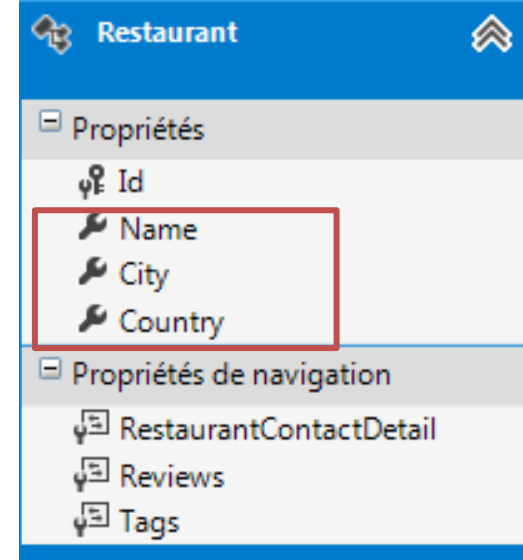 Restaurant
Propriétés
Id
Name
City
Country
Propriétés de navigation
RestaurantContactDetail
Reviews
Tags